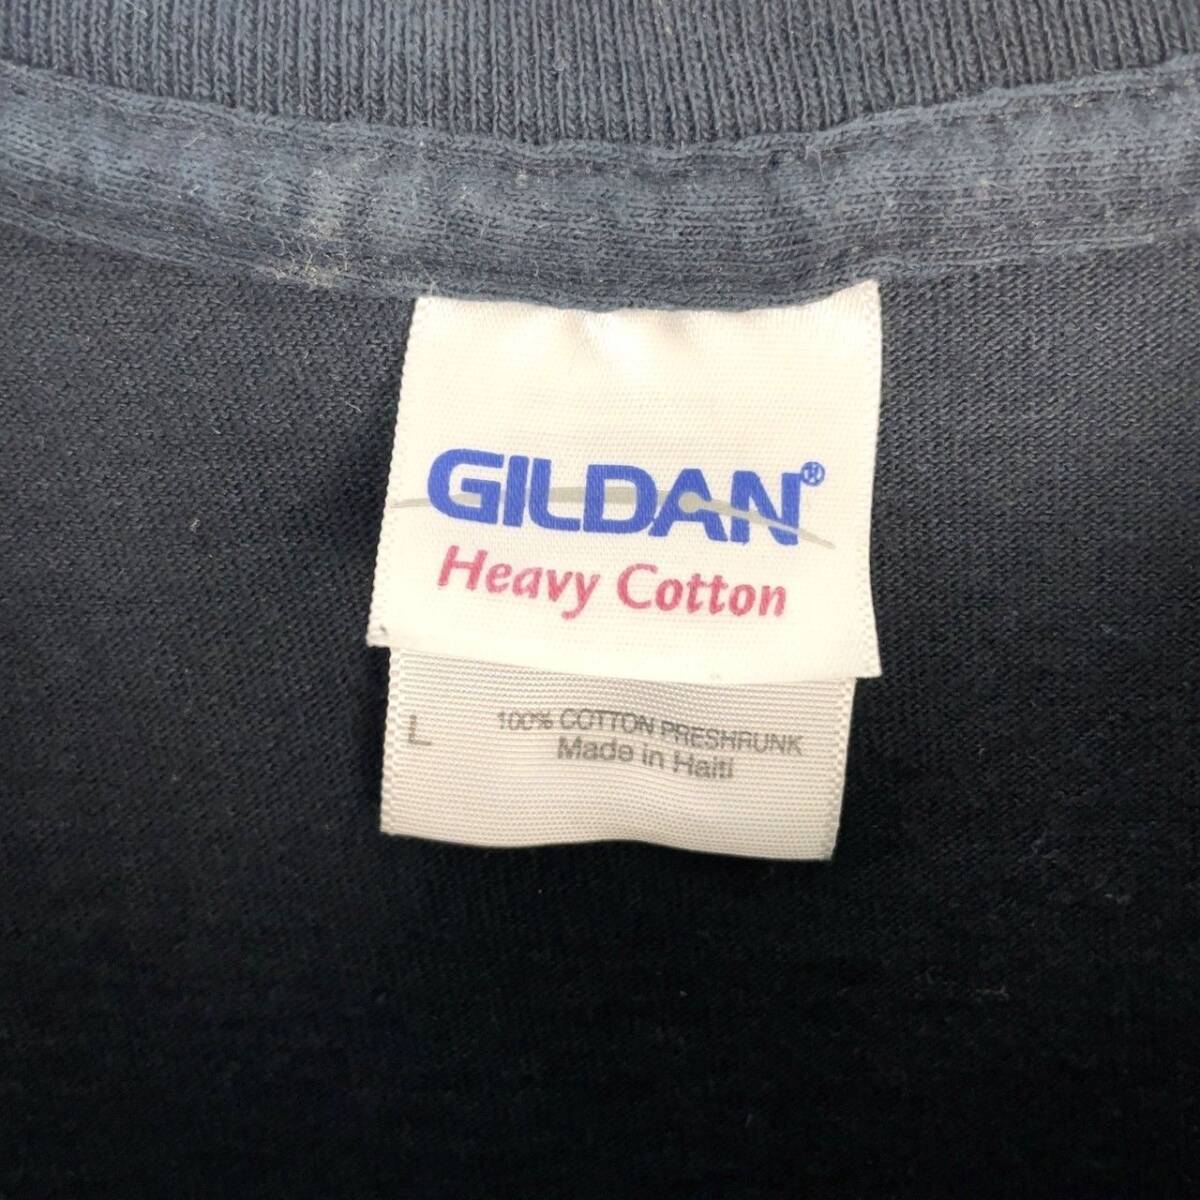 GILDAN®
Heavy Cotton
L 100% COTTON PRESHRUNK
Made in Haiti